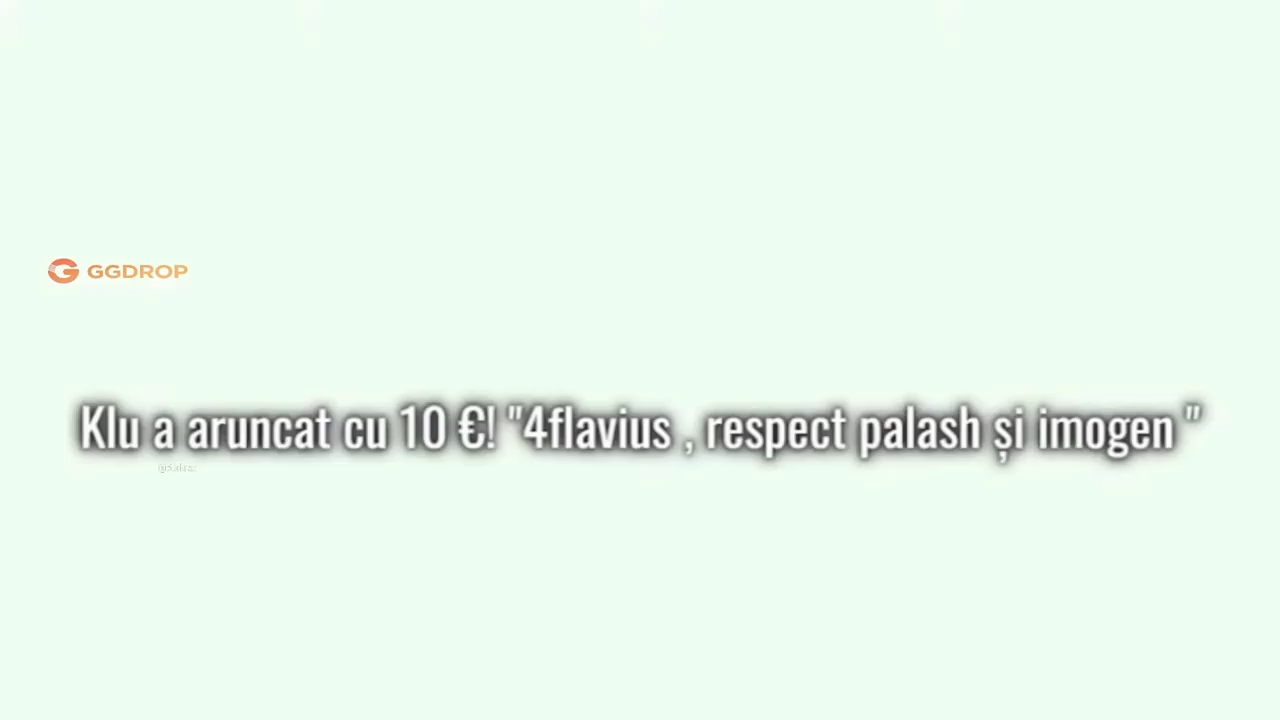 GGDROP
Klu a aruncat cu 10 €! "4flavius , respect palash și imogen "